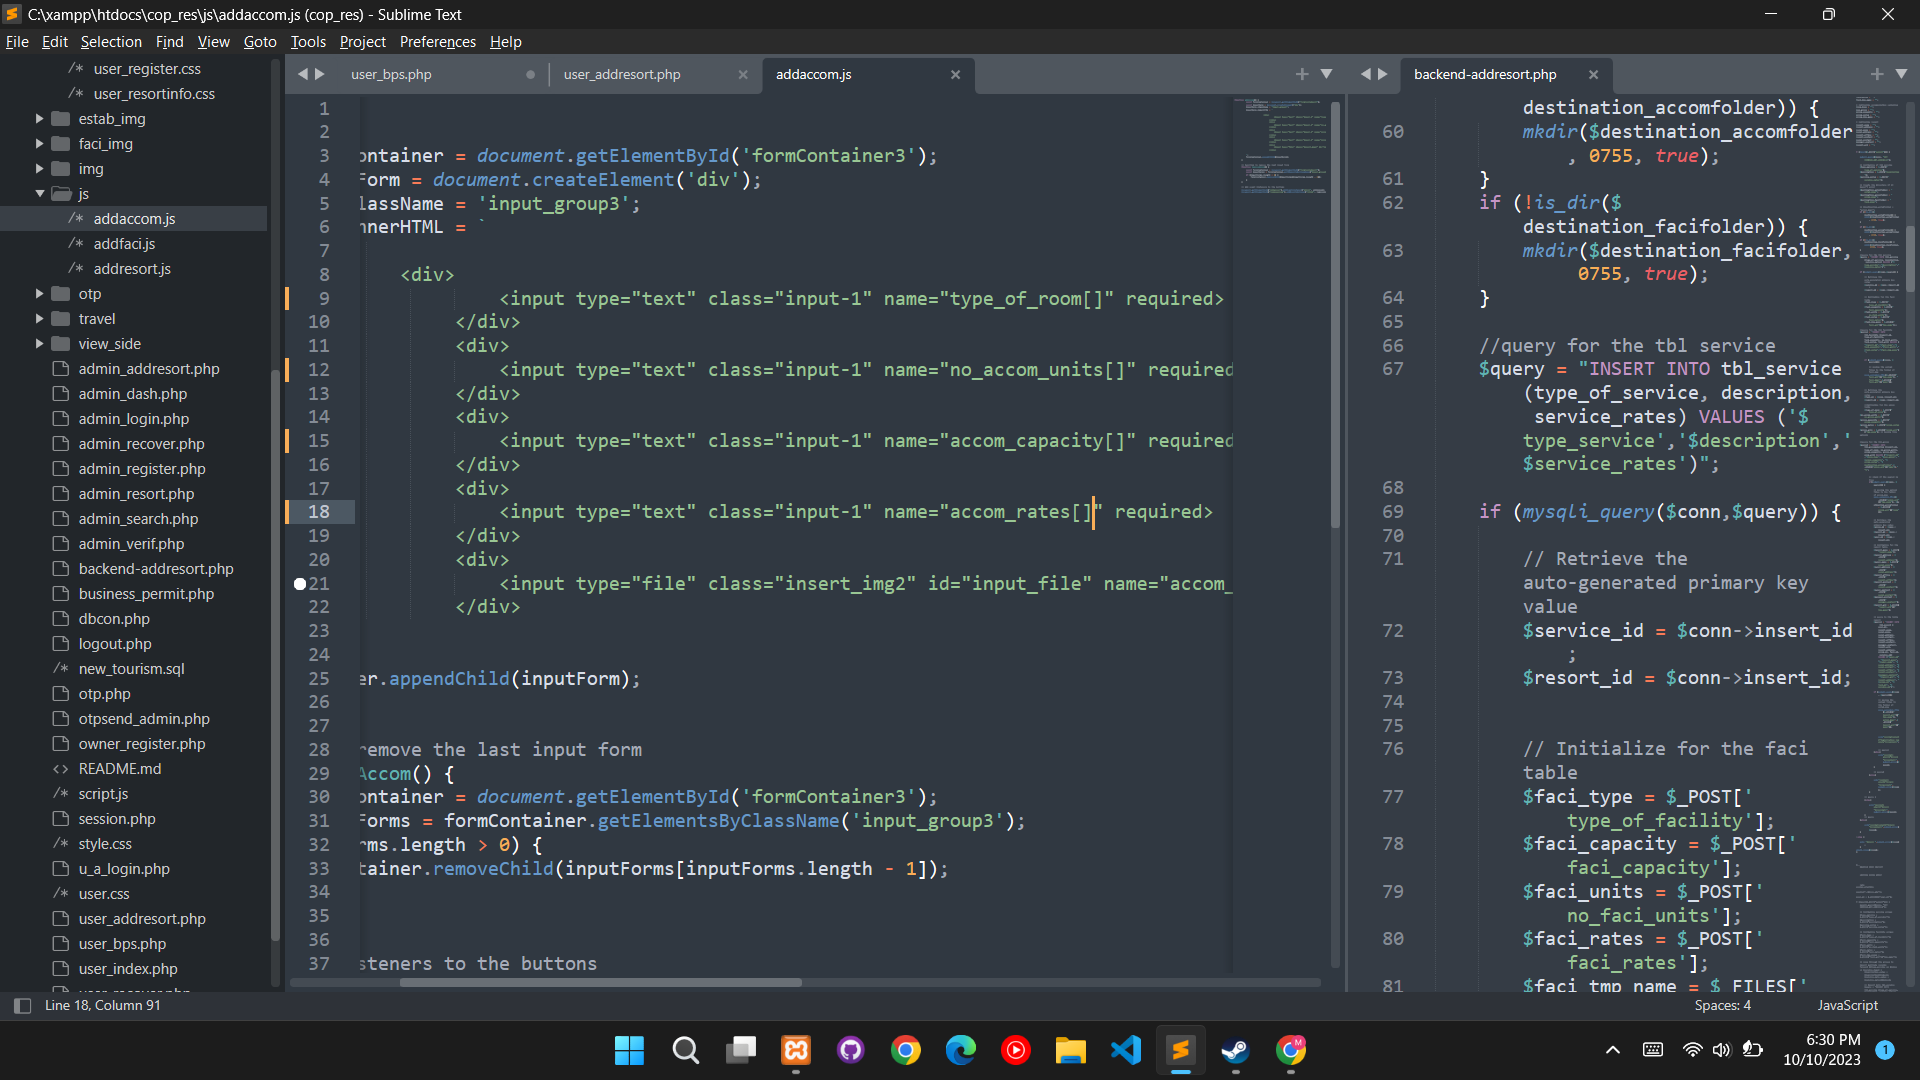 C:\xampp\htdocs\cop_res\js\addaccom.js (cop_res) - Sublime Text
File Edit Selection Find View Goto Tools Project Preferences Help
/* user_register.css
/* user_resortinfo.css
estab_img
faci_img
img
js
/* addaccom.js
/* addfaci.js
/* addresort.js
otp
travel
view_side
admin_addresort.php
admin_dash.php
admin_login.php
admin_recover.php
admin_register.php
admin_resort.php
admin_search.php
admin_verif.php
backend-addresort.php
business_permit.php
dbcon.php
logout.php
/* new_tourism.sql
otp.php
otpsend_admin.php
owner_register.php
<> README.md
/* script.js
session.php
/* style.css
u_a_login.php
/* user.css
user_addresort.php
user_bps.php
user_index.php
user_bps.php user_addresort.php addaccom.js
1
2
3 ontainer = document.getElementById('formContainer3');
4 Form = document.createElement('div');
5 lassName = 'input_group3';
6 nnerHTML = `
7
8 <div>
9 <input type="text" class="input-1" name="type_of_room[]" required>
10 </div>
11 <div>
12 <input type="text" class="input-1" name="no_accom_units[]" required
13 </div>
14 <div>
15 <input type="text" class="input-1" name="accom_capacity[]" required
16 </div>
17 <div>
18 <input type="text" class="input-1" name="accom_rates[]" required>
19 </div>
20 <div>
21 <input type="file" class="insert_img2" id="input_file" name="accom_
22 </div>
23
24
25 er.appendChild(inputForm);
26
27
28 remove the last input form
29 Accom() {
30 ontainer = document.getElementById('formContainer3');
31 Forms = formContainer.getElementsByClassName('input_group3');
32 rms.length > 0) {
33 tainer.removeChild(inputForms[inputForms.length - 1]);
34
35
36
37 steners to the buttons
backend-addresort.php
destination_accomfolder)) {
60 mkdir($destination_accomfolder
, 0755, true);
61 }
62 if (!is_dir($
destination_facifolder)) {
63 mkdir($destination_facifolder,
0755, true);
64 }
65
66 //query for the tbl service
67 $query = "INSERT INTO tbl_service
(type_of_service, description,
service_rates) VALUES ('$
type_service','$description','
$service_rates')";
68
69 if (mysqli_query($conn,$query)) {
70
71 // Retrieve the
auto-generated primary key
value
72 $service_id = $conn->insert_id
;
73 $resort_id = $conn->insert_id;
74
75
76 // Initialize for the faci
table
77 $faci_type = $_POST['
type_of_facility'];
78 $faci_capacity = $_POST['
faci_capacity'];
79 $faci_units = $_POST['
no_faci_units'];
80 $faci_rates = $_POST['
faci_rates'];
81 $faci_tmp_name = $_FILES['
Line 18, Column 91
Spaces: 4
JavaScript
M
6:30 PM
10/10/2023
1